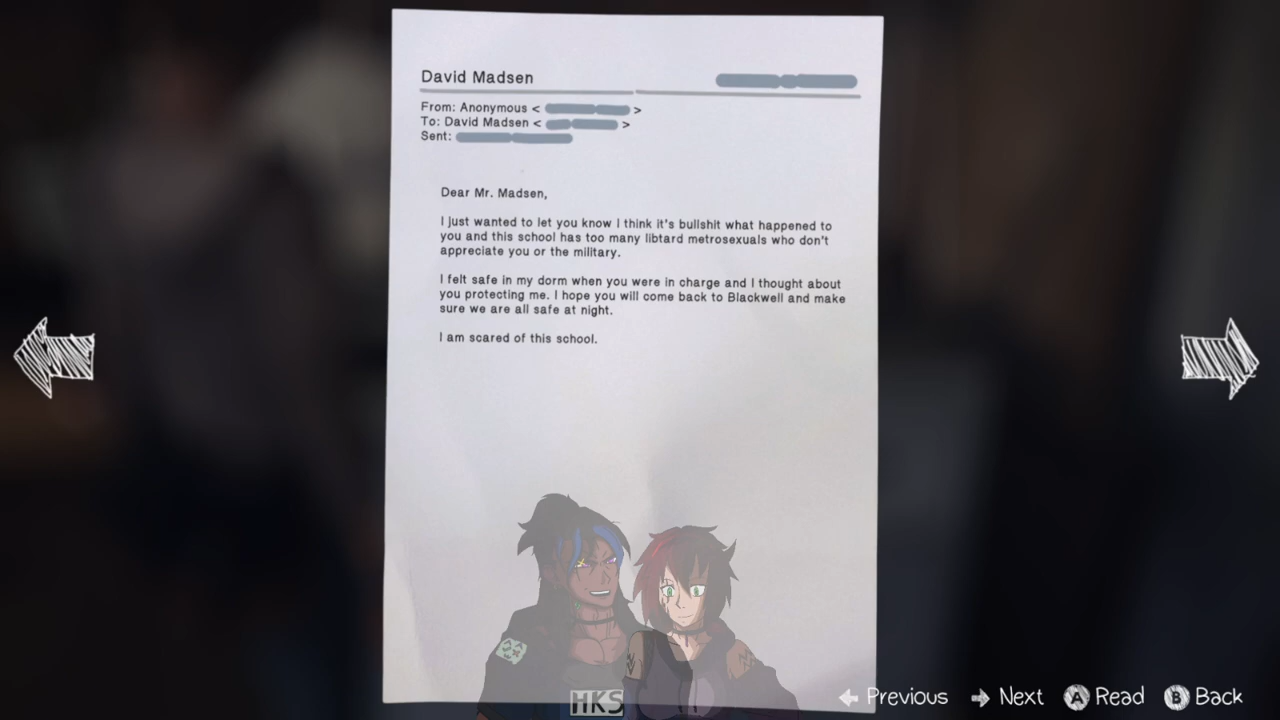 David Madsen
From: Anonymous < >
To: David Madsen < >
Sent:
Dear Mr. Madsen,
I just wanted to let you know I think it's bullshit what happened to
you and this school has too many libtard metrosexuals who don't
appreciate you or the military.
I felt safe in my dorm when you were in charge and I thought about
you protecting me. I hope you will come back to Blackwell and make
sure we are all safe at night.
I am scared of this school.
HKS
Previous Next A Read B Back